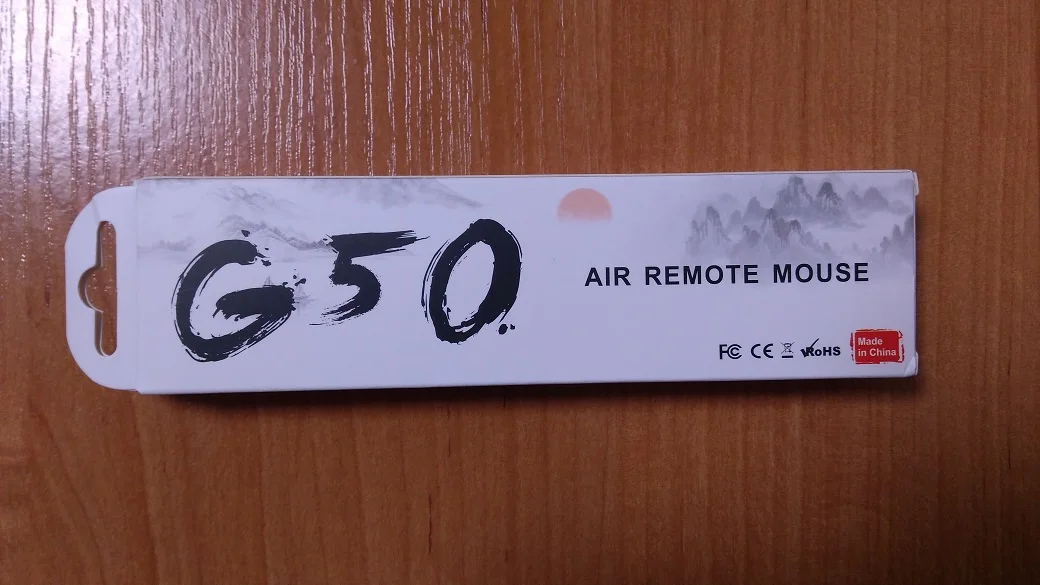 G50
AIR REMOTE MOUSE
FC CE RoHS
Made
in China